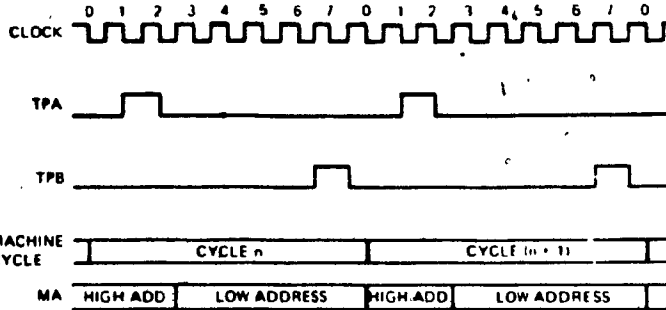 0 1 2 3 4 5 6 7 0 1 2 3 4 5 6 7 0
CLOCK
TPA
TPB
MACHINE
CYCLE
CYCLE n
CYCLE (n + 1)
MA
HIGH ADD
LOW ADDRESS
HIGH ADD
LOW ADDRESS